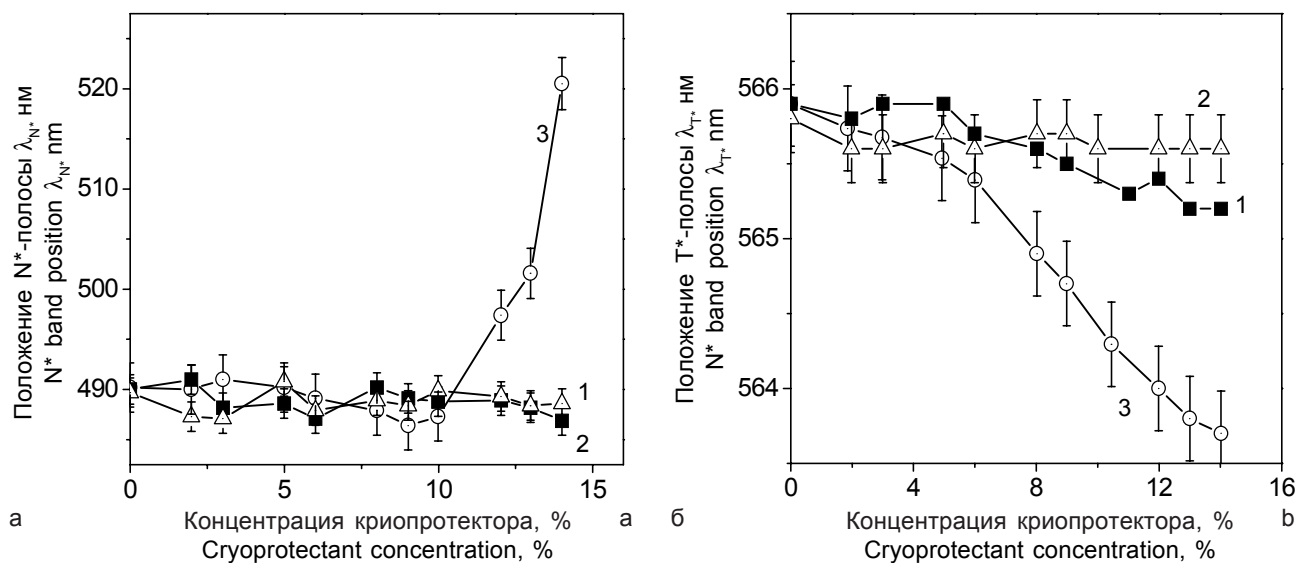 Положение N*-полосы λN* нм
N* band position λN* nm
520
510
500
490
3
1
2
0
5
10
15
а
Концентрация криопротектора, %
a
Cryoprotectant concentration, %
Положение T*-полосы λT* нм
N* band position λT* nm
566
565
564
2
1
3
0
4
8
12
16
б
Концентрация криопротектора, %
b
Cryoprotectant concentration, %